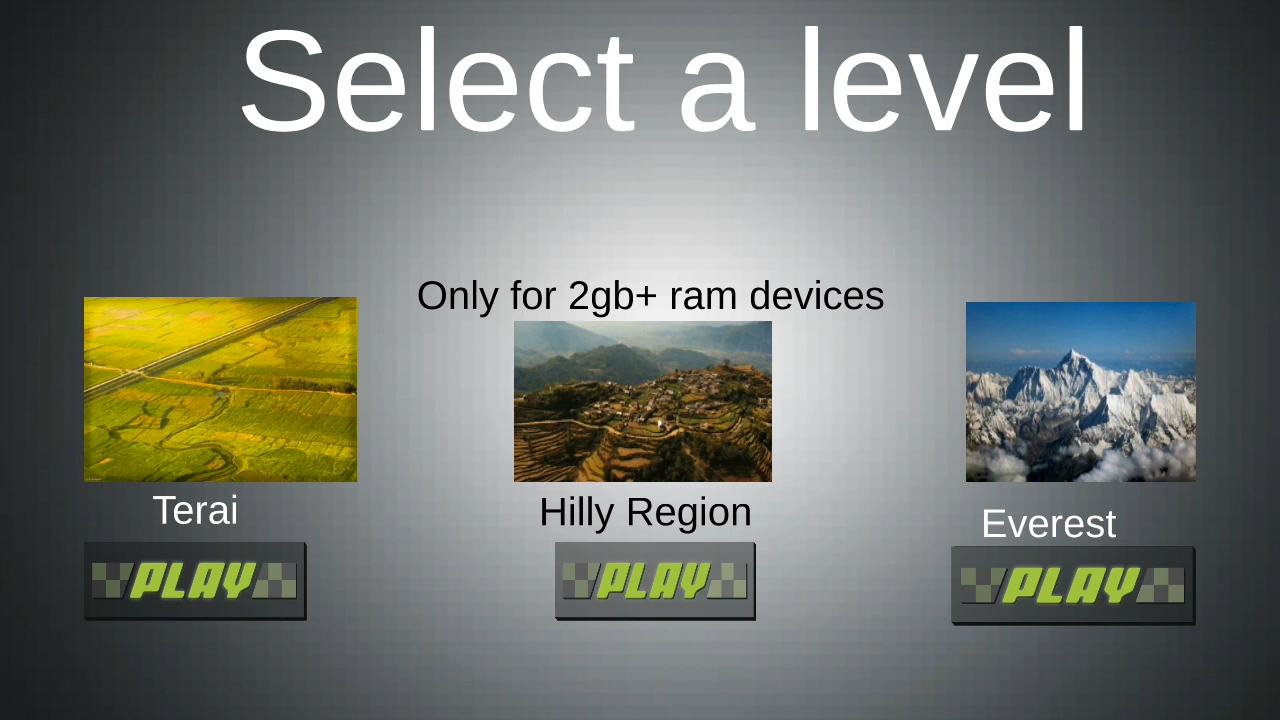 Select a level
Only for 2gb+ ram devices
Terai
Hilly Region
Everest
PLAY
PLAY
PLAY